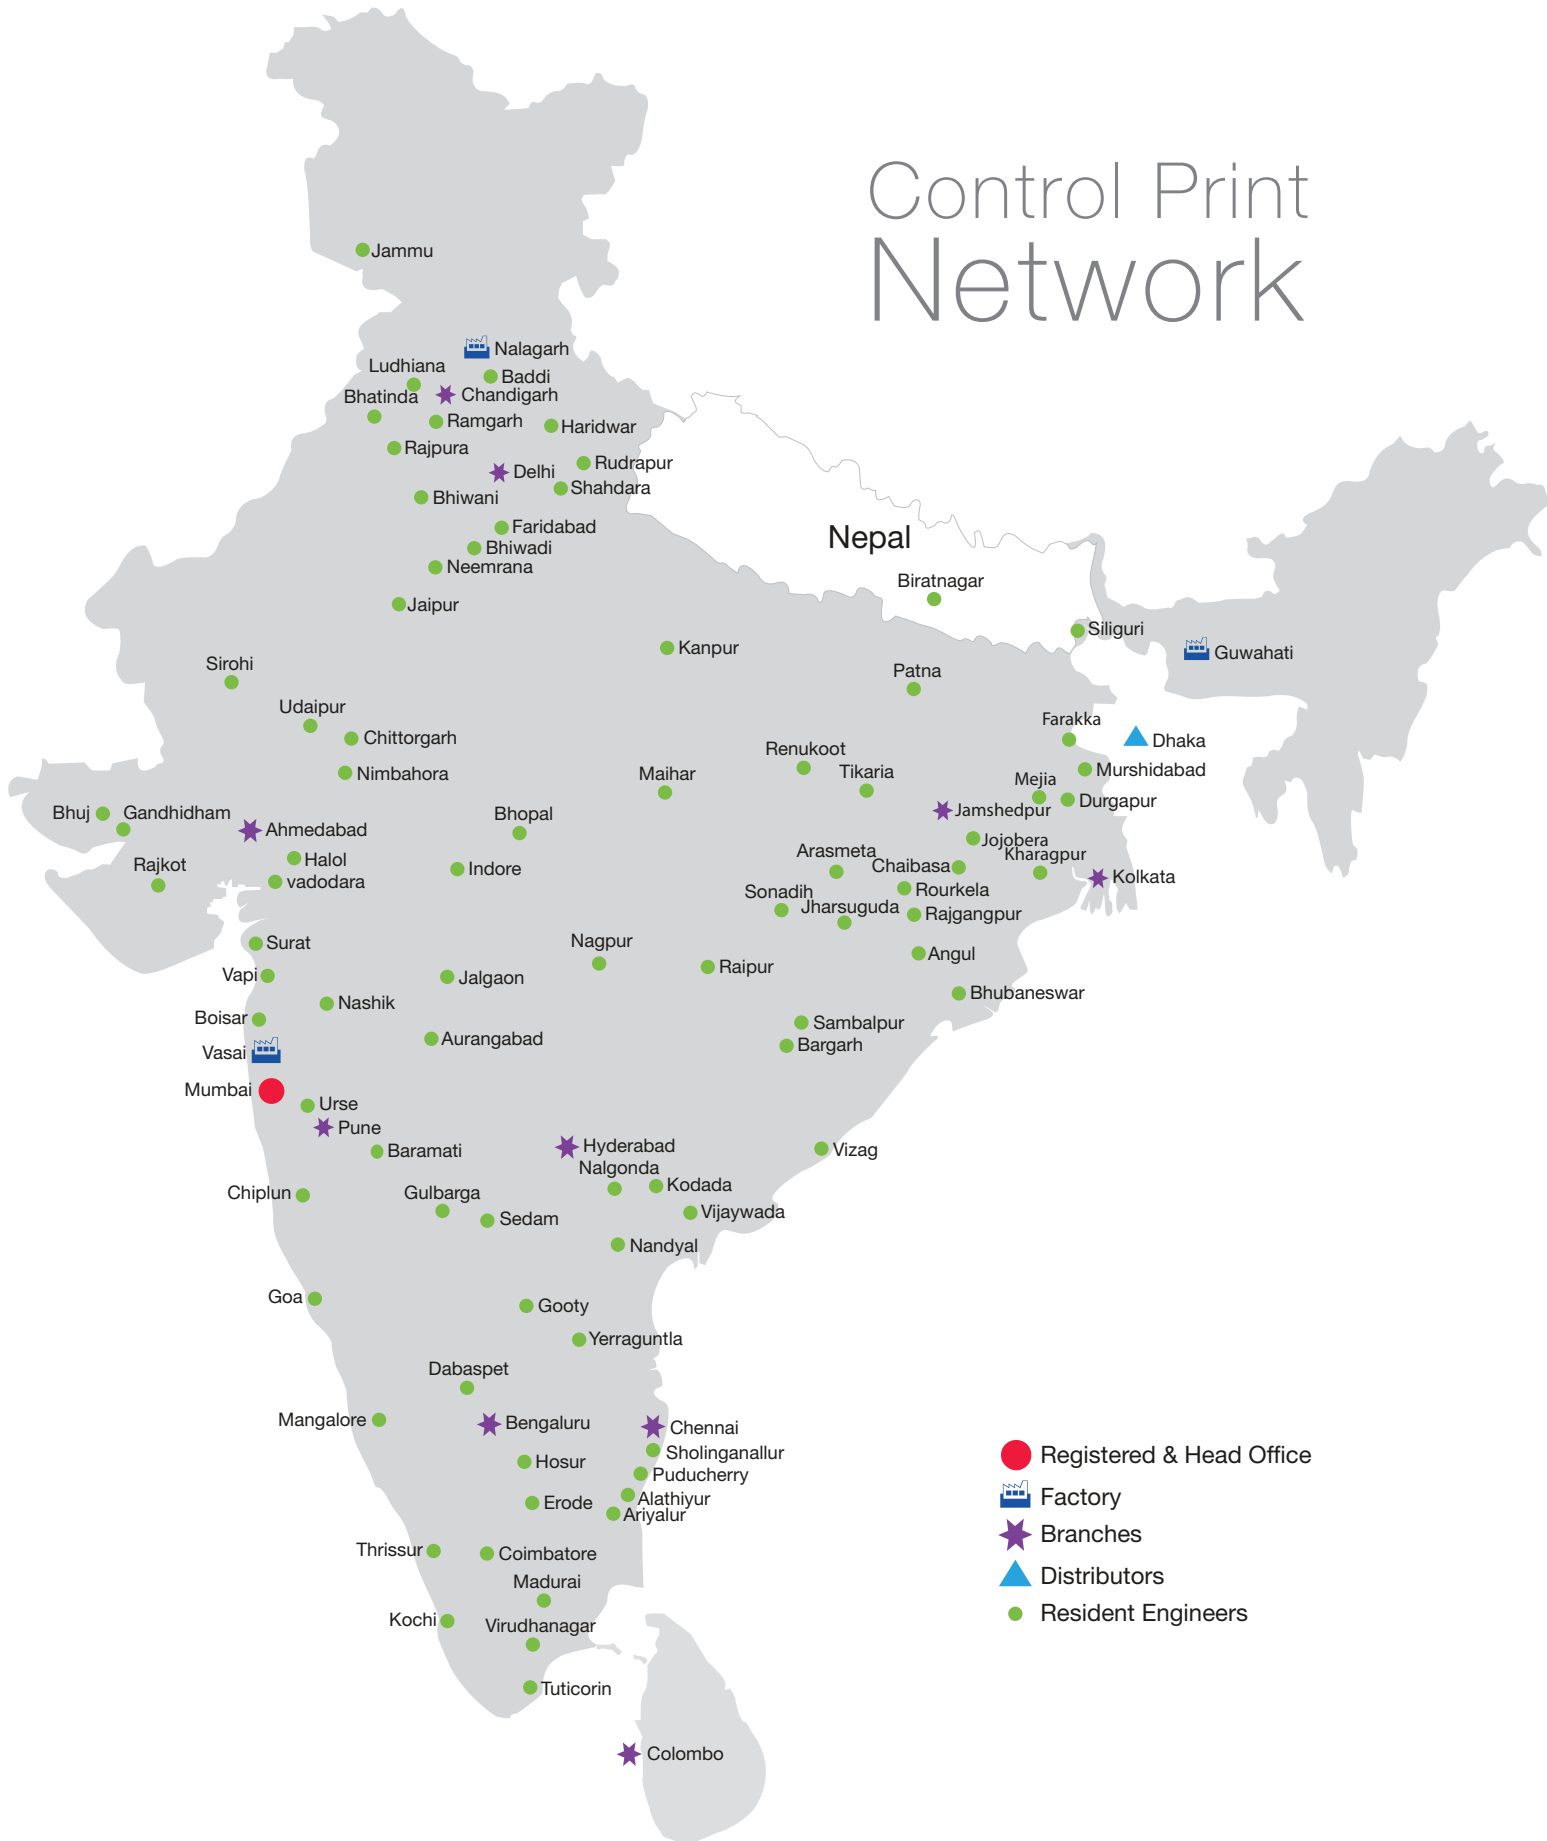 Control Print
Network
Jammu
Nalagarh
Ludhiana
Baddi
Chandigarh
Bhatinda
Ramgarh
Haridwar
Rajpura
Rudrapur
Delhi
Shahdara
Bhiwani
Faridabad
Nepal
Bhiwadi
Neemrana
Biratnagar
Jaipur
Siliguri
Kanpur
Guwahati
Sirohi
Patna
Udaipur
Farakka
Chittorgarh
Dhaka
Renukoot
Nimbahora
Maihar
Tikaria
Murshidabad
Mejia
Durgapur
Bhuj
Gandhidham
Bhopal
Jamshedpur
Ahmedabad
Jojobera
Rajkot
Halol
Indore
Arasmeta
Chaibasa
Kharagpur
Kolkata
vadodara
Sonadih
Rourkela
Jharsuguda
Rajgangpur
Surat
Nagpur
Angul
Vapi
Jalgaon
Raipur
Nashik
Bhubaneswar
Boisar
Sambalpur
Aurangabad
Bargarh
Vasai
Mumbai
Urse
Pune
Baramati
Hyderabad
Vizag
Nalgonda
Kodada
Chiplun
Gulbarga
Sedam
Vijaywada
Nandyal
Goa
Gooty
Yerraguntla
Dabaspet
Mangalore
Bengaluru
Chennai
Sholinganallur
Hosur
Puducherry
Erode
Alathiyur
Ariyalur
Thrissur
Coimbatore
Madurai
Kochi
Virudhanagar
Tuticorin
Colombo
Registered & Head Office
Factory
Branches
Distributors
Resident Engineers